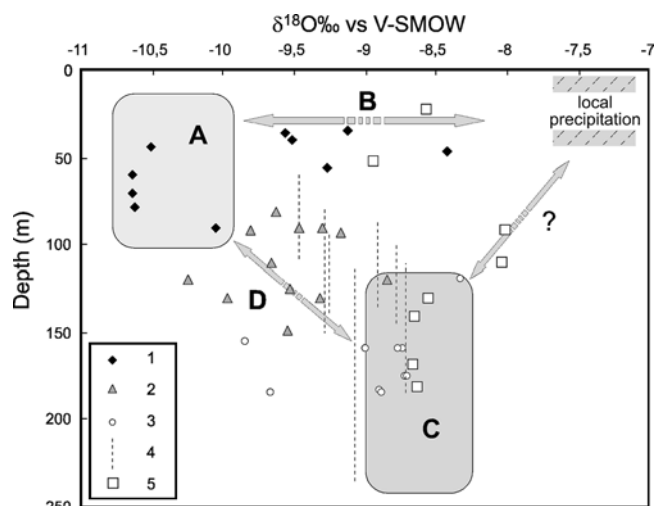 δ¹⁸O‰ vs V-SMOW
-11 -10,5 -10 -9,5 -9 -8,5 -8 -7,5 -7
0
50
100
150
200
250
Depth (m)
A
B
local
precipitation
?
D
C
1
2
3
4
5